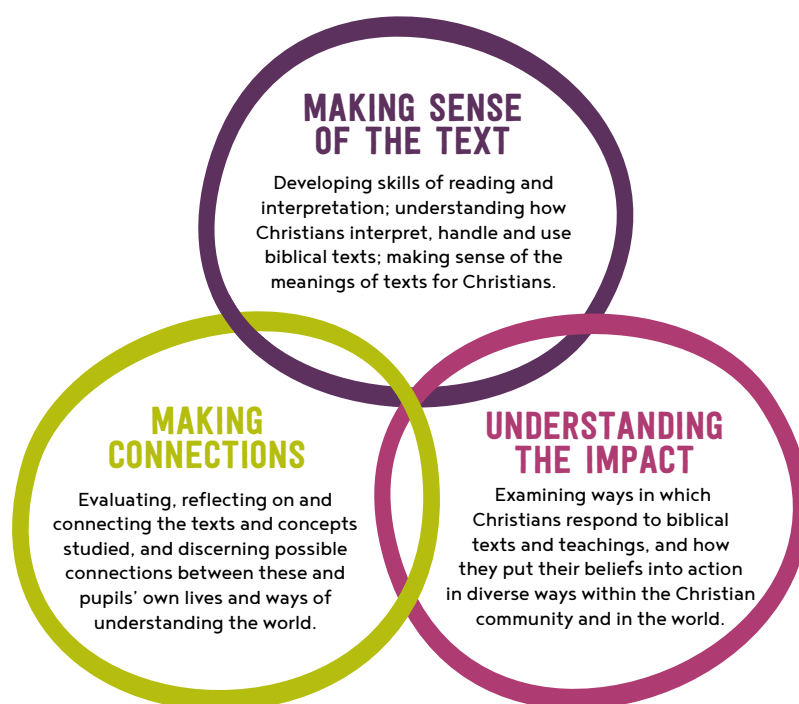 MAKING SENSE
OF THE TEXT
Developing skills of reading and
interpretation; understanding how
Christians interpret, handle and use
biblical texts; making sense of the
meanings of texts for Christians.
MAKING
CONNECTIONS
Evaluating, reflecting on and
connecting the texts and concepts
studied, and discerning possible
connections between these and
pupils’ own lives and ways of
understanding the world.
UNDERSTANDING
THE IMPACT
Examining ways in which
Christians respond to biblical
texts and teachings, and how
they put their beliefs into action
in diverse ways within the Christian
community and in the world.